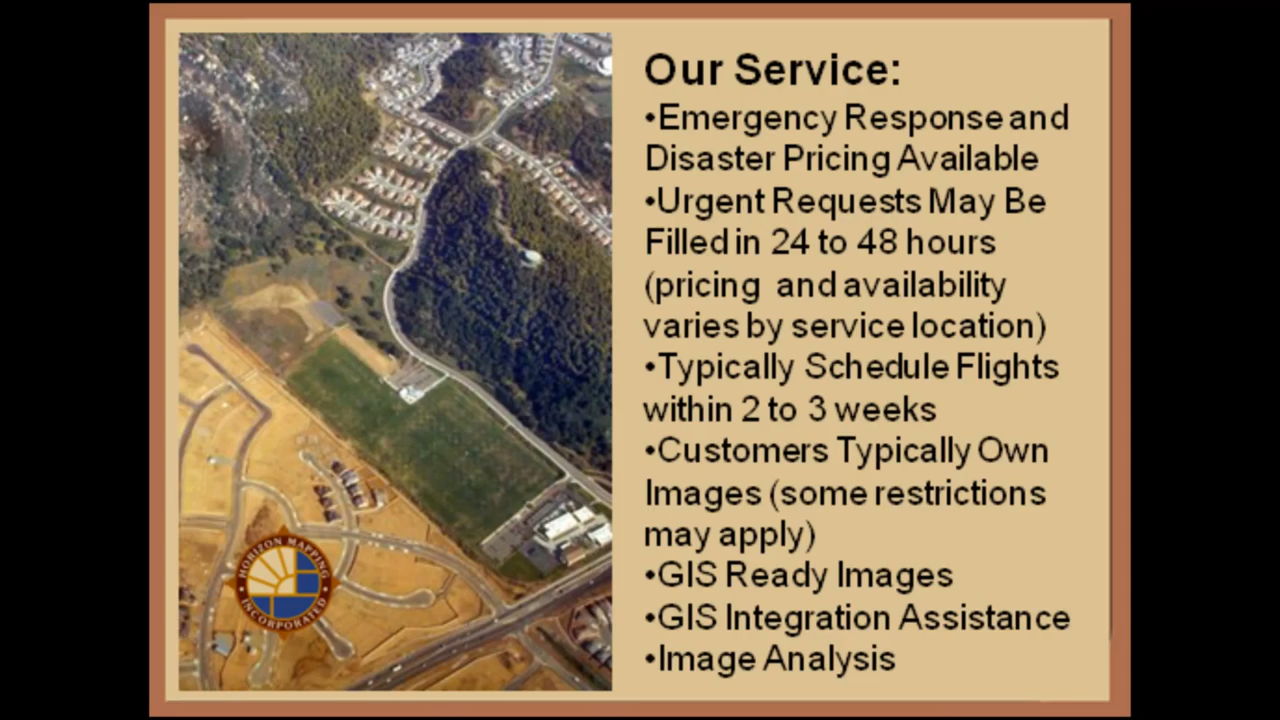 Our Service:
•Emergency Response and
Disaster Pricing Available
•Urgent Requests May Be
Filled in 24 to 48 hours
(pricing and availability
varies by service location)
•Typically Schedule Flights
within 2 to 3 weeks
•Customers Typically Own
Images (some restrictions
may apply)
•GIS Ready Images
•GIS Integration Assistance
•Image Analysis
HORIZON MAPPING
INCORPORATED